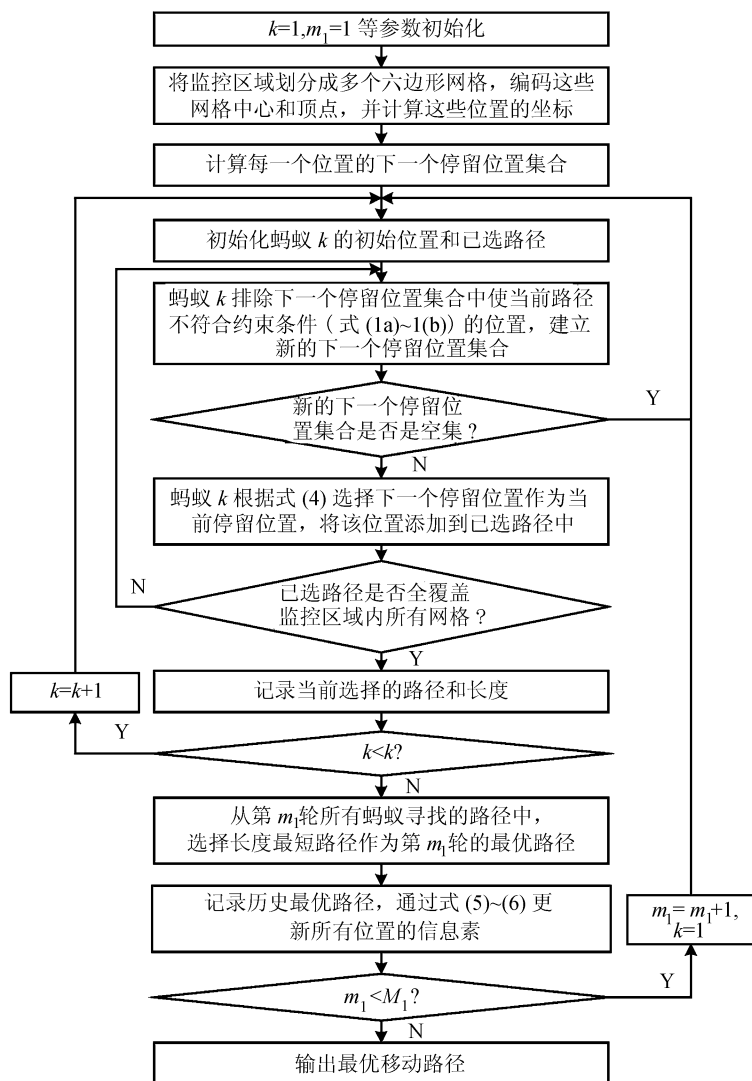 k=1,m₁=1 等参数初始化
将监控区域划分成多个六边形网格，编码这些
网格中心和顶点，并计算这些位置的坐标
计算每一个位置的下一个停留位置集合
初始化蚂蚁 k 的初始位置和已选路径
蚂蚁 k 排除下一个停留位置集合中使当前路径
不符合约束条件（式 (1a)~1(b)）的位置，建立
新的下一个停留位置集合
新的下一个停留位
置集合是否是空集？
Y
N
蚂蚁 k 根据式 (4) 选择下一个停留位置作为当
前停留位置，将该位置添加到已选路径中
N
已选路径是否全覆盖
监控区域内所有网格？
Y
k=k+1
记录当前选择的路径和长度
Y
k<k?
N
从第 m₁轮所有蚂蚁寻找的路径中，
选择长度最短路径作为第 m₁轮的最优路径
记录历史最优路径，通过式 (5)~(6) 更
新所有位置的信息素
m₁= m₁+1,
k=1
Y
m₁<M₁?
N
输出最优移动路径